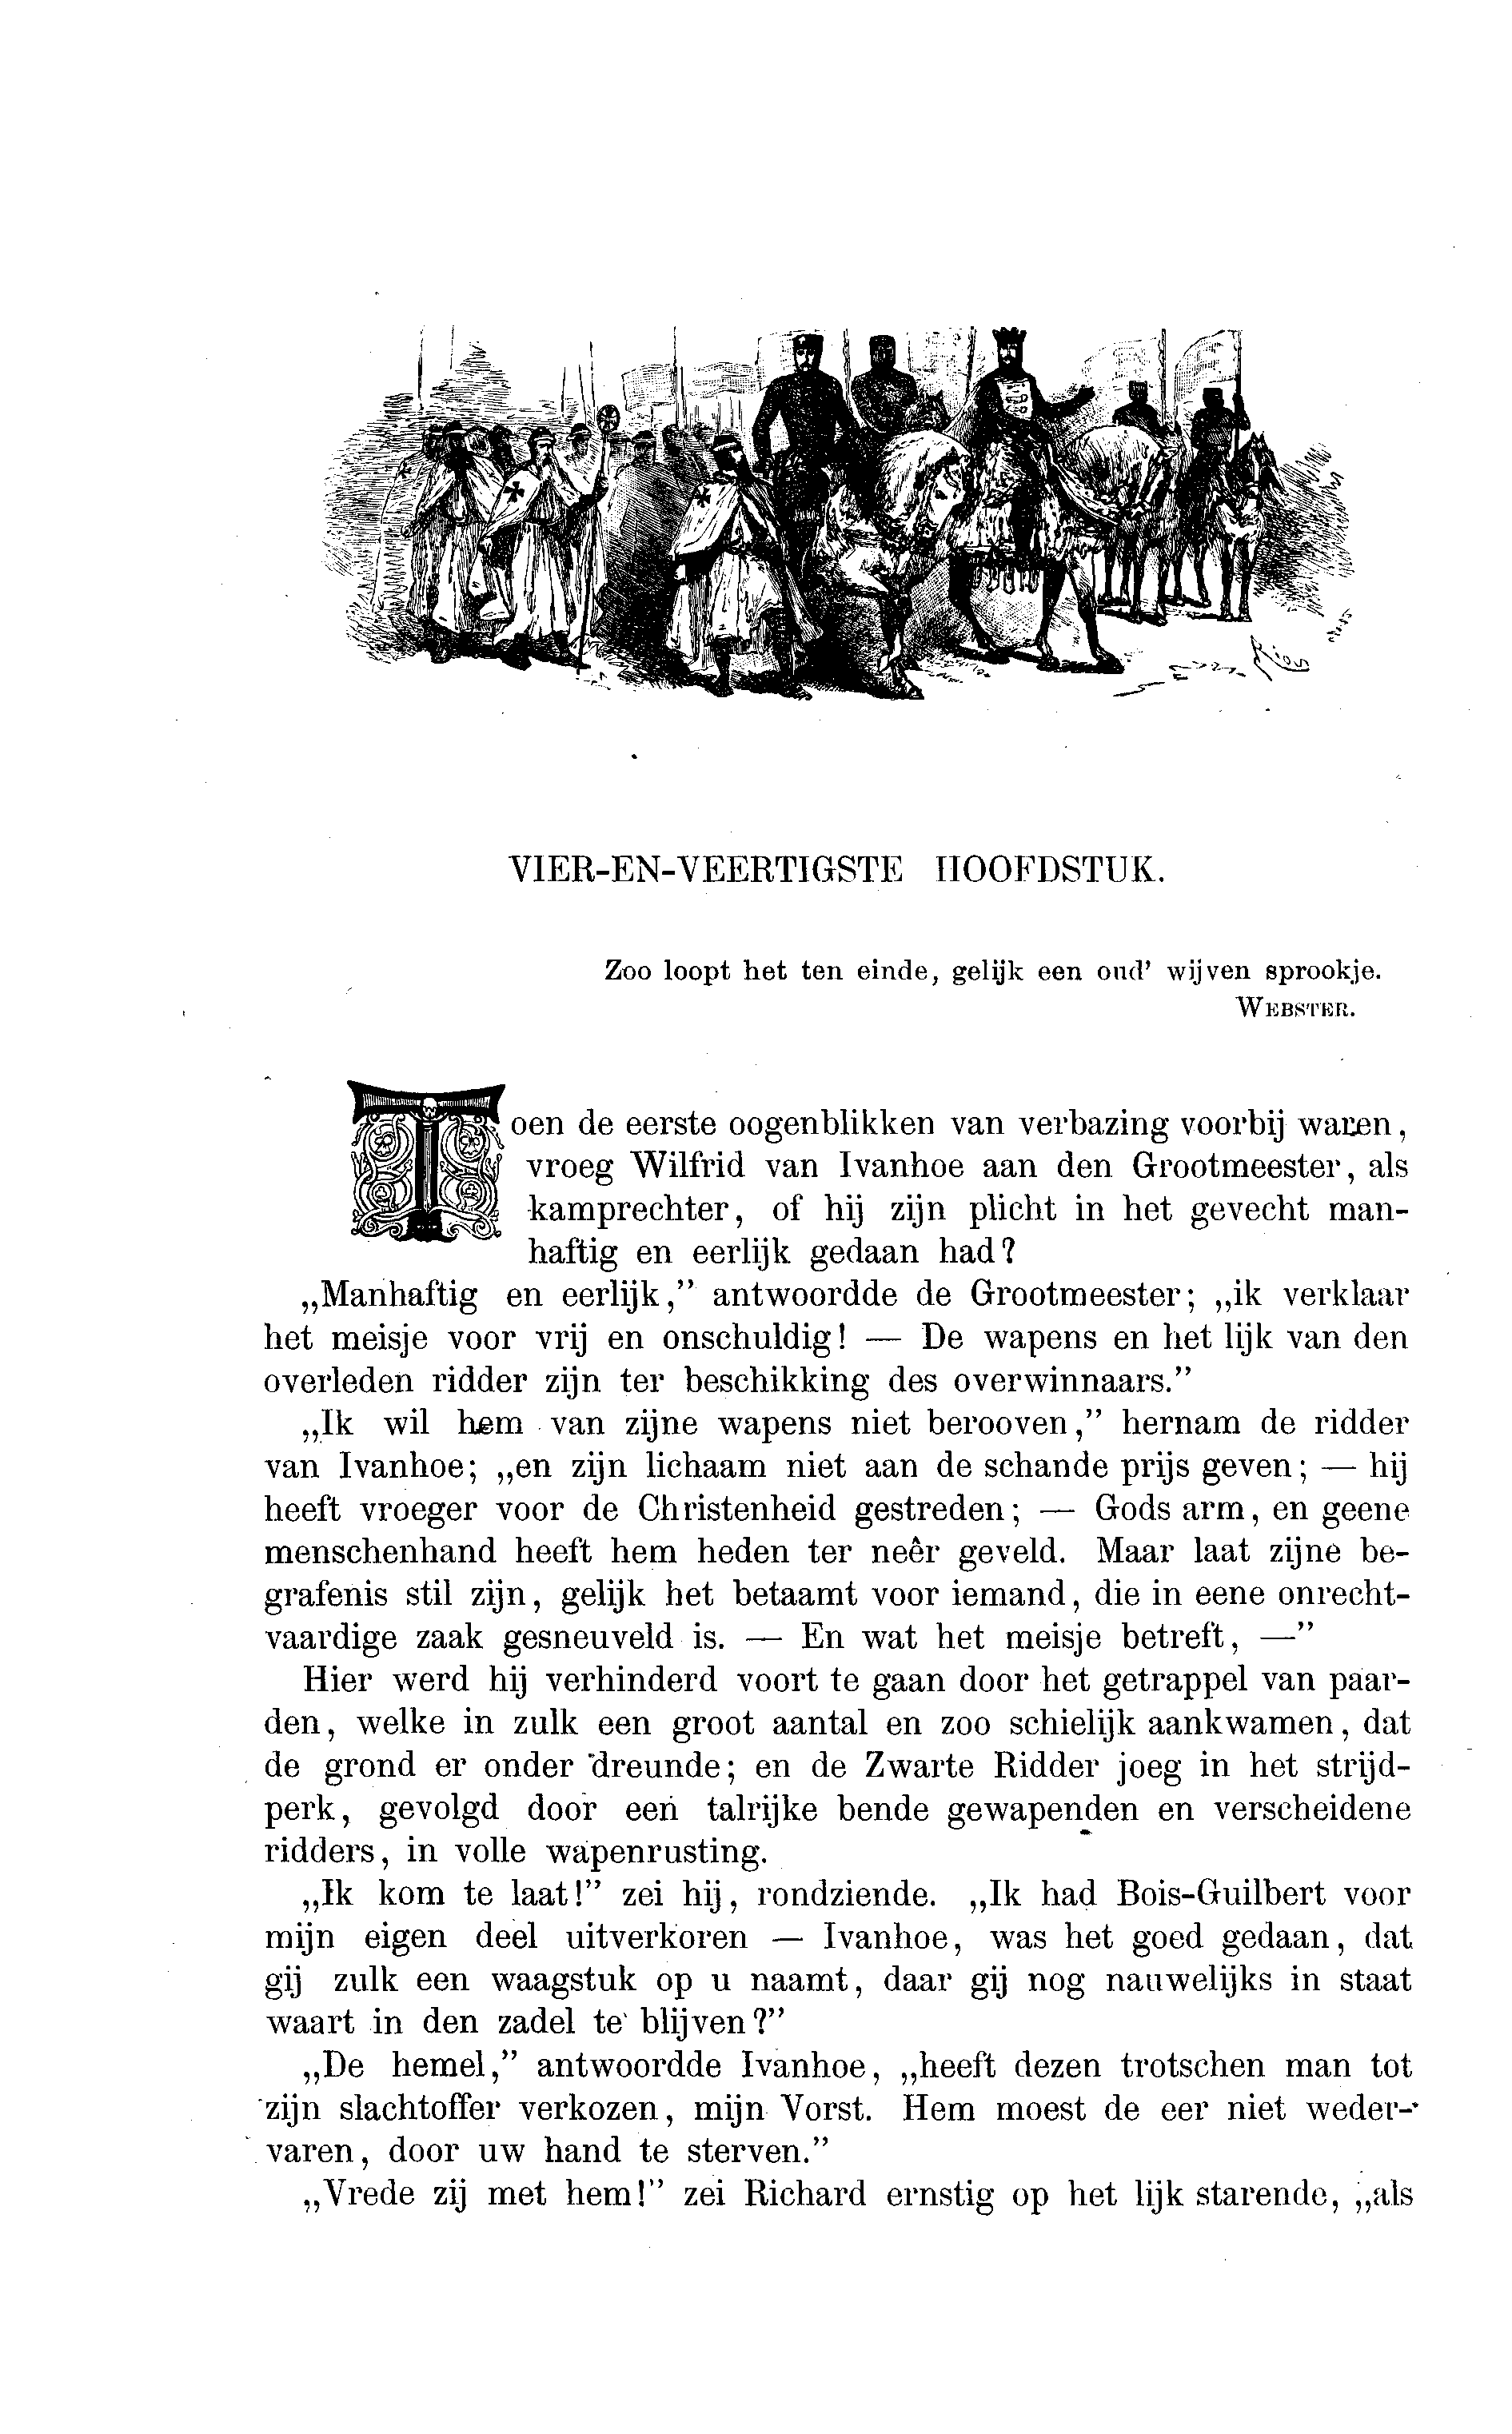 VIER-EN-VEERTIGSTE HOOFDSTUK.
Zoo loopt het ten einde, gelijk een oud' wijven sprookje.
WEBSTER.
Toen de eerste oogenblikken van verbazing voorbij waren,
vroeg Wilfrid van Ivanhoe aan den Grootmeester, als
kamprechter, of hij zijn plicht in het gevecht man-
haftig en eerlijk gedaan had?
„Manhaftig en eerlijk,” antwoordde de Grootmeester; „ik verklaar
het meisje voor vrij en onschuldig! — De wapens en het lijk van den
overleden ridder zijn ter beschikking des overwinnaars.”
„Ik wil hem van zijne wapens niet berooven,” hernam de ridder
van Ivanhoe; „en zijn lichaam niet aan de schande prijs geven; — hij
heeft vroeger voor de Christenheid gestreden; — Gods arm, en geene
menschenhand heeft hem heden ter neêr geveld. Maar laat zijne be-
grafenis stil zijn, gelijk het betaamt voor iemand, die in eene onrecht-
vaardige zaak gesneuveld is. — En wat het meisje betreft, —”
Hier werd hij verhinderd voort te gaan door het getrappel van paar-
den, welke in zulk een groot aantal en zoo schielijk aankwamen, dat
de grond er onder dreunde; en de Zwarte Ridder joeg in het strijd-
perk, gevolgd door een talrijke bende gewapenden en verscheidene
ridders, in volle wapenrusting.
„Ik kom te laat!” zei hij, rondziende. „Ik had Bois-Guilbert voor
mijn eigen deel uitverkoren — Ivanhoe, was het goed gedaan, dat
gij zulk een waagstuk op u naamt, daar gij nog nauwelijks in staat
waart in den zadel te blijven?”
„De hemel,” antwoordde Ivanhoe, „heeft dezen trotschen man tot
zijn slachtoffer verkozen, mijn Vorst. Hem moest de eer niet weder-
varen, door uw hand te sterven.”
„Vrede zij met hem!” zei Richard ernstig op het lijk starende, „als